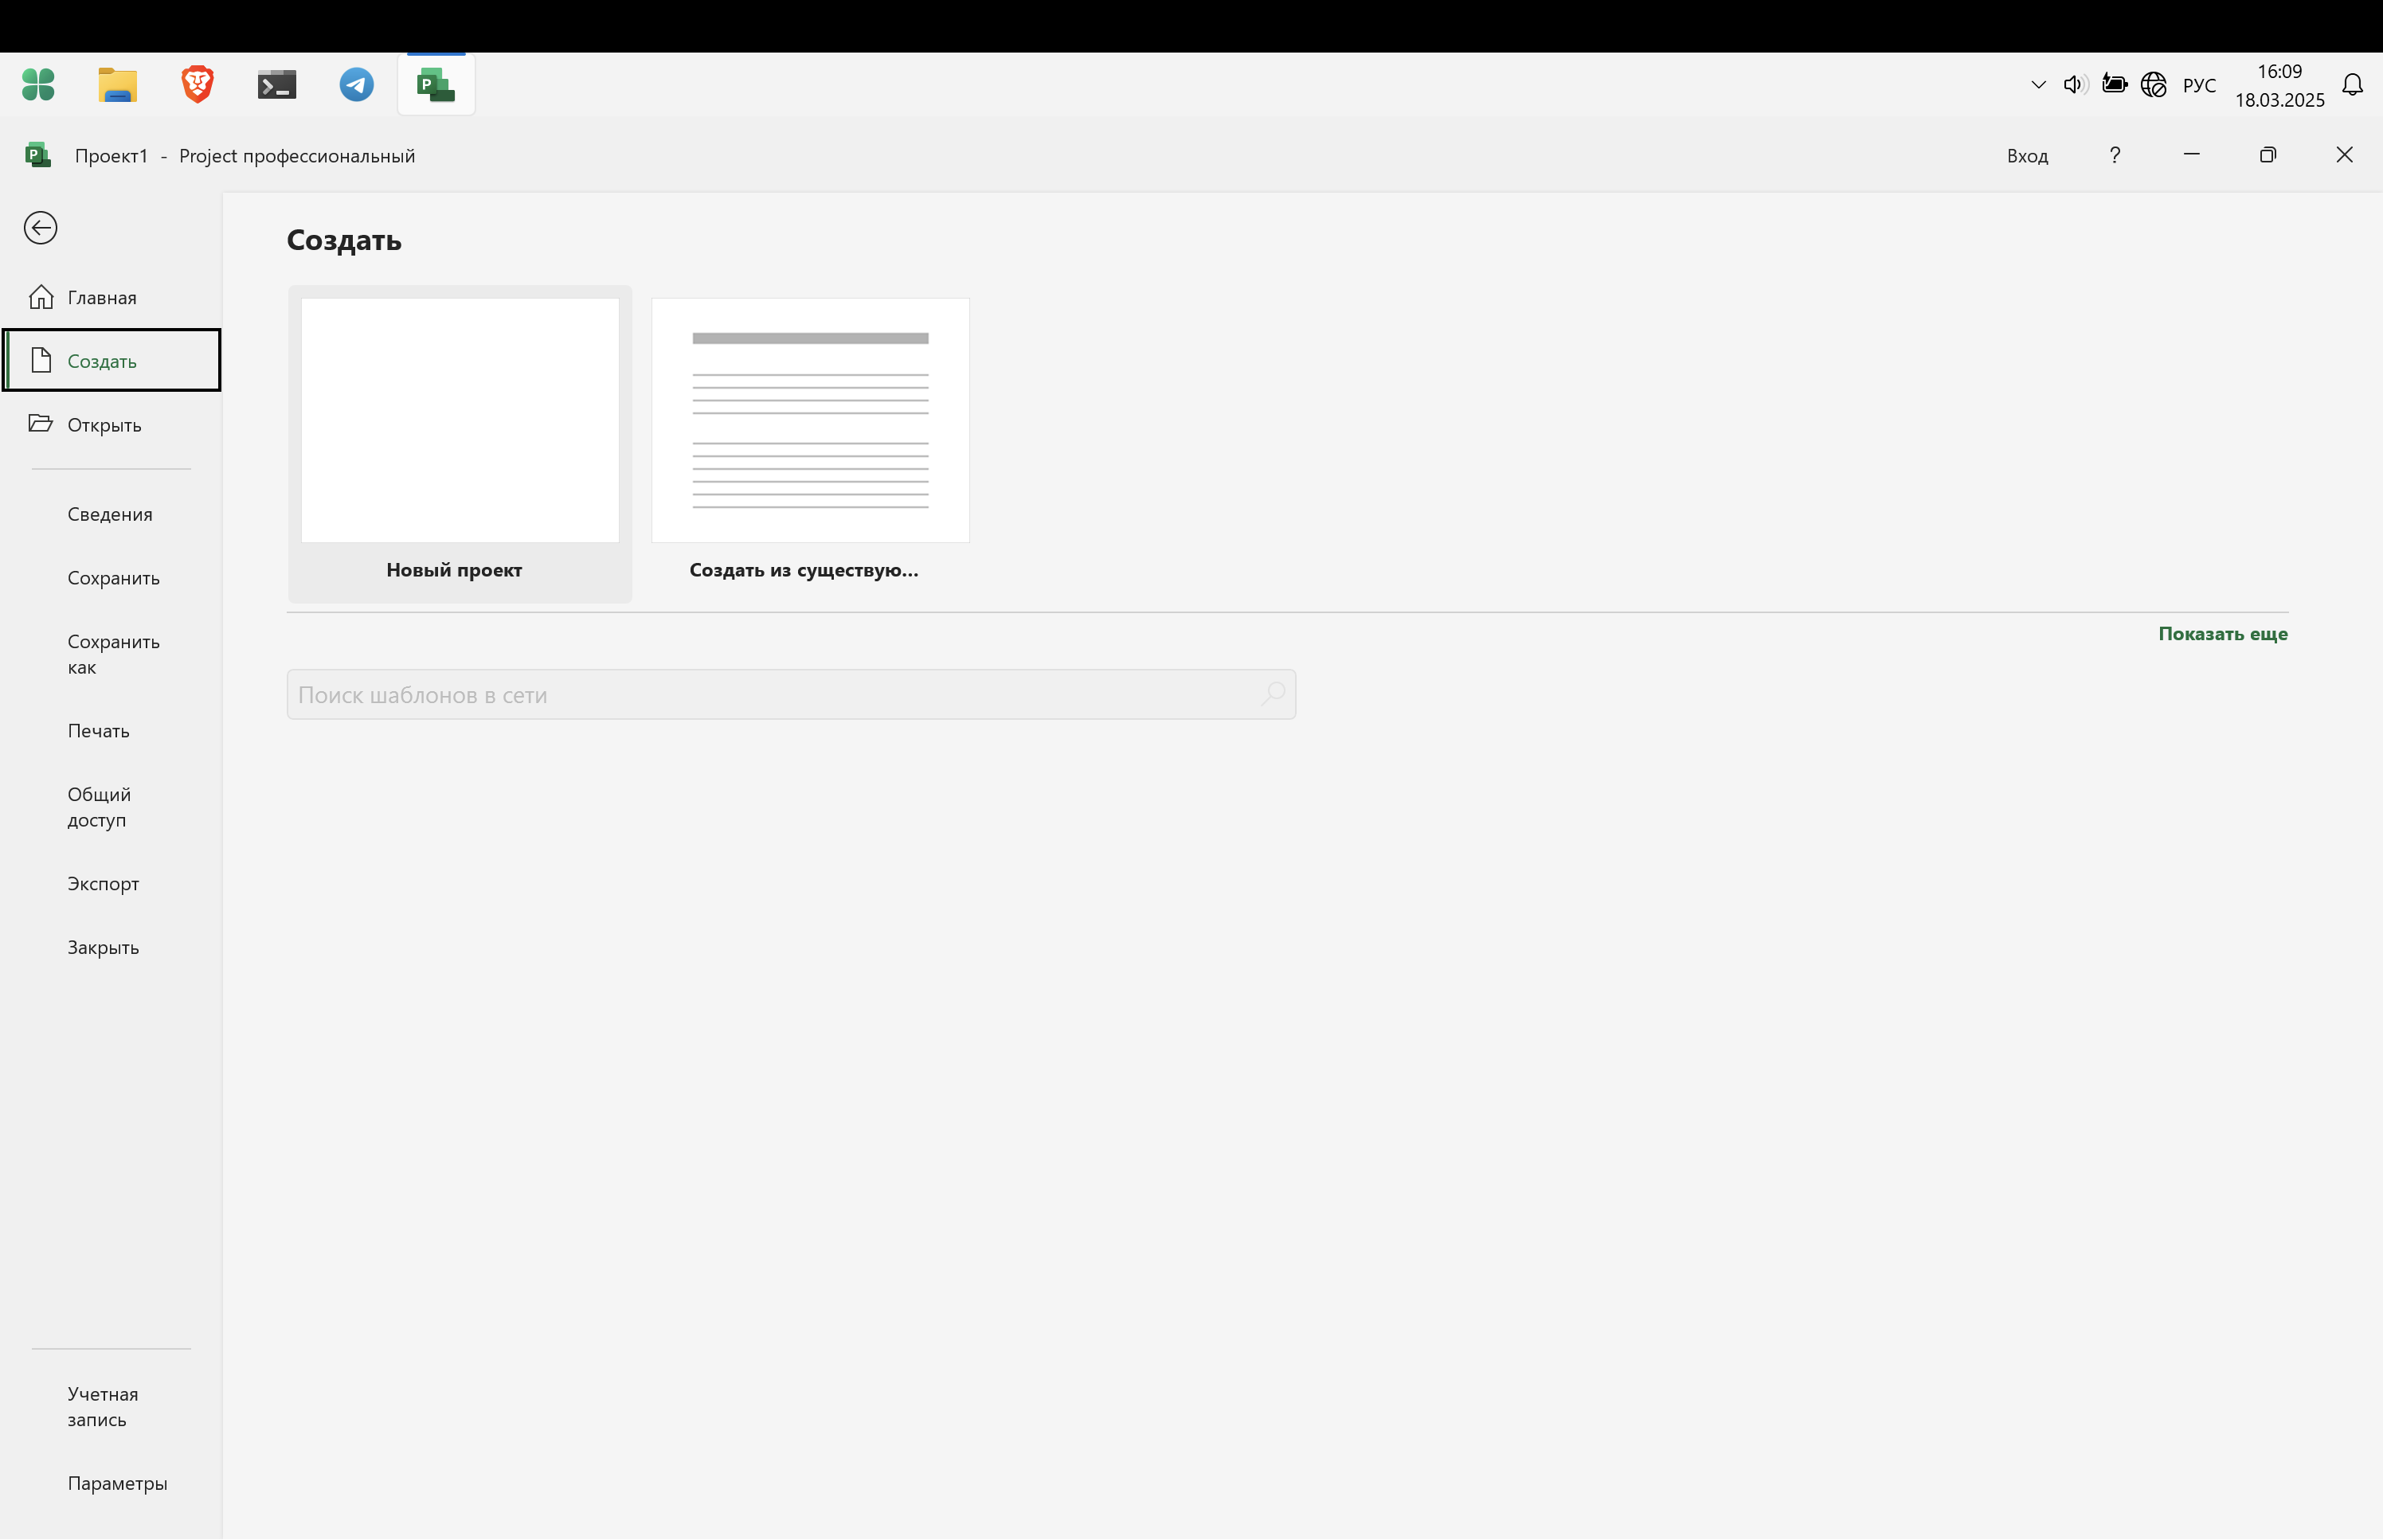 16:09
РУС
18.03.2025
Проект1 - Project профессиональный
Вход
?
Создать
Главная
Создать
Открыть
Сведения
Сохранить
Сохранить
как
Печать
Общий
доступ
Экспорт
Закрыть
Учетная
запись
Параметры
Новый проект
Создать из существую...
Показать еще
Поиск шаблонов в сети